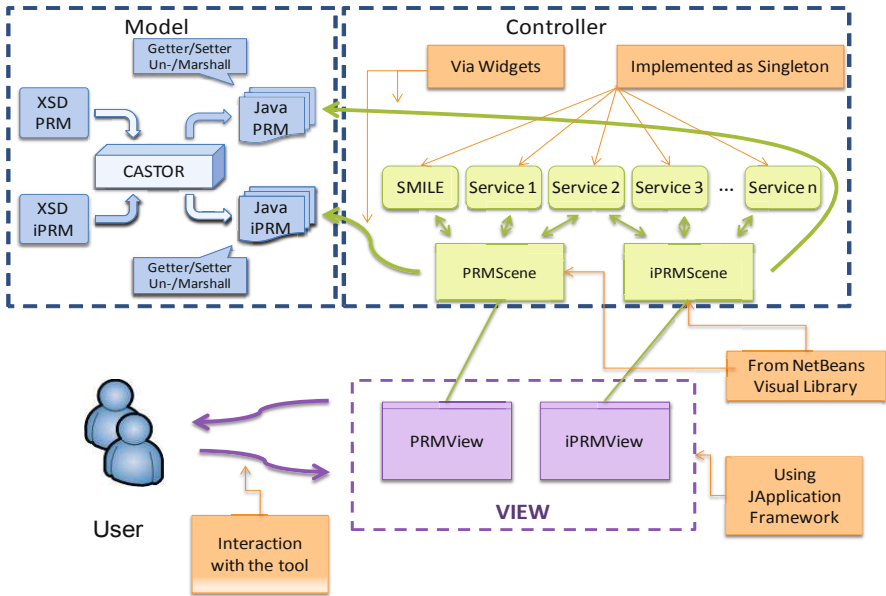 Model
Controller
Getter/Setter
Un-/Marshall
Via Widgets
Implemented as Singleton
XSD
PRM
Java
PRM
CASTOR
SMILE
Service 1
Service 2
Service 3
...
Service n
XSD
iPRM
Java
iPRM
Getter/Setter
Un-/Marshall
PRMScene
iPRMScene
From NetBeans
Visual Library
PRMView
iPRMView
VIEW
Using
JApplication
Framework
User
Interaction
with the tool